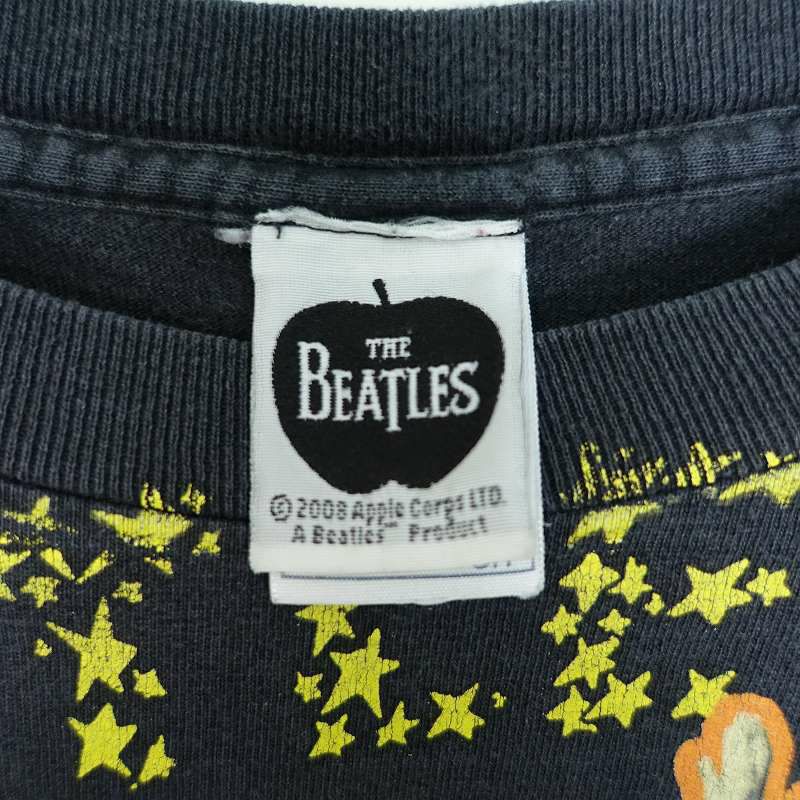 THE
BEATLES
© 2008 Apple Corps LTD.
A Beatles™ Product